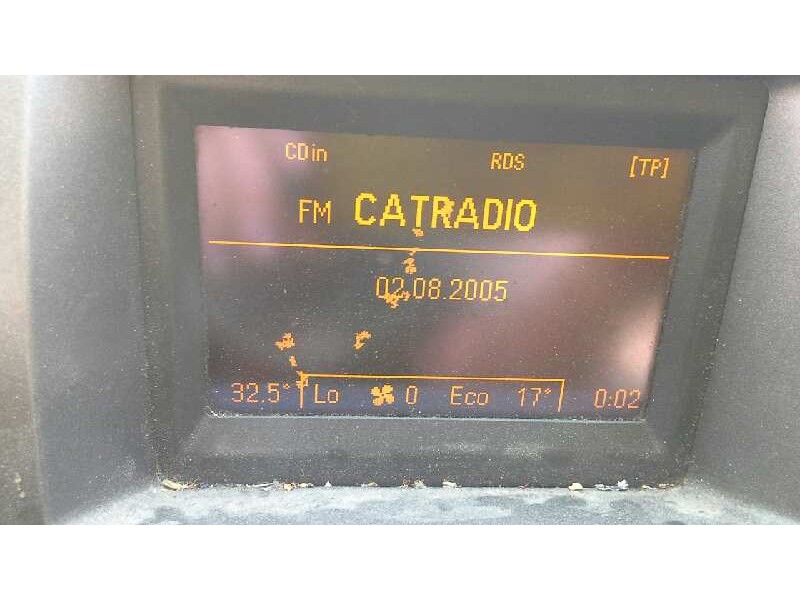 CDin RDS [TP]
FM CATRADIO
02.08.2005
32.5° Lo 0 Eco 17° 0:02